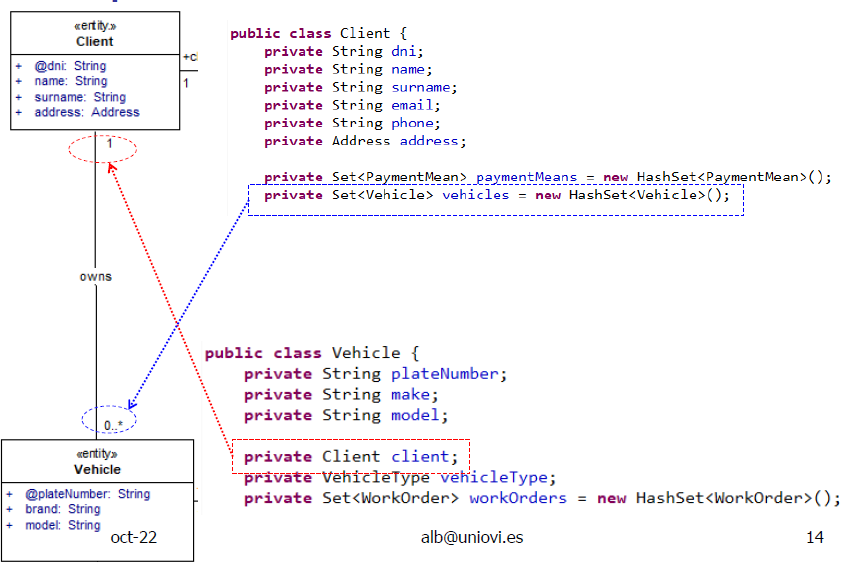 «entity»
Client
+ @dni: String
+ name: String
+ surname: String
+ address: Address
+cl
1
1
owns
0..*
«entity»
Vehicle
+ @plateNumber: String
+ brand: String
+ model: String
public class Client {
private String dni;
private String name;
private String surname;
private String email;
private String phone;
private Address address;
private Set<PaymentMean> paymentMeans = new HashSet<PaymentMean>();
private Set<Vehicle> vehicles = new HashSet<Vehicle>();
public class Vehicle {
private String plateNumber;
private String make;
private String model;
private Client client;
private VehicleType vehicleType;
private Set<WorkOrder> workOrders = new HashSet<WorkOrder>();
oct-22
alb@uniovi.es
14